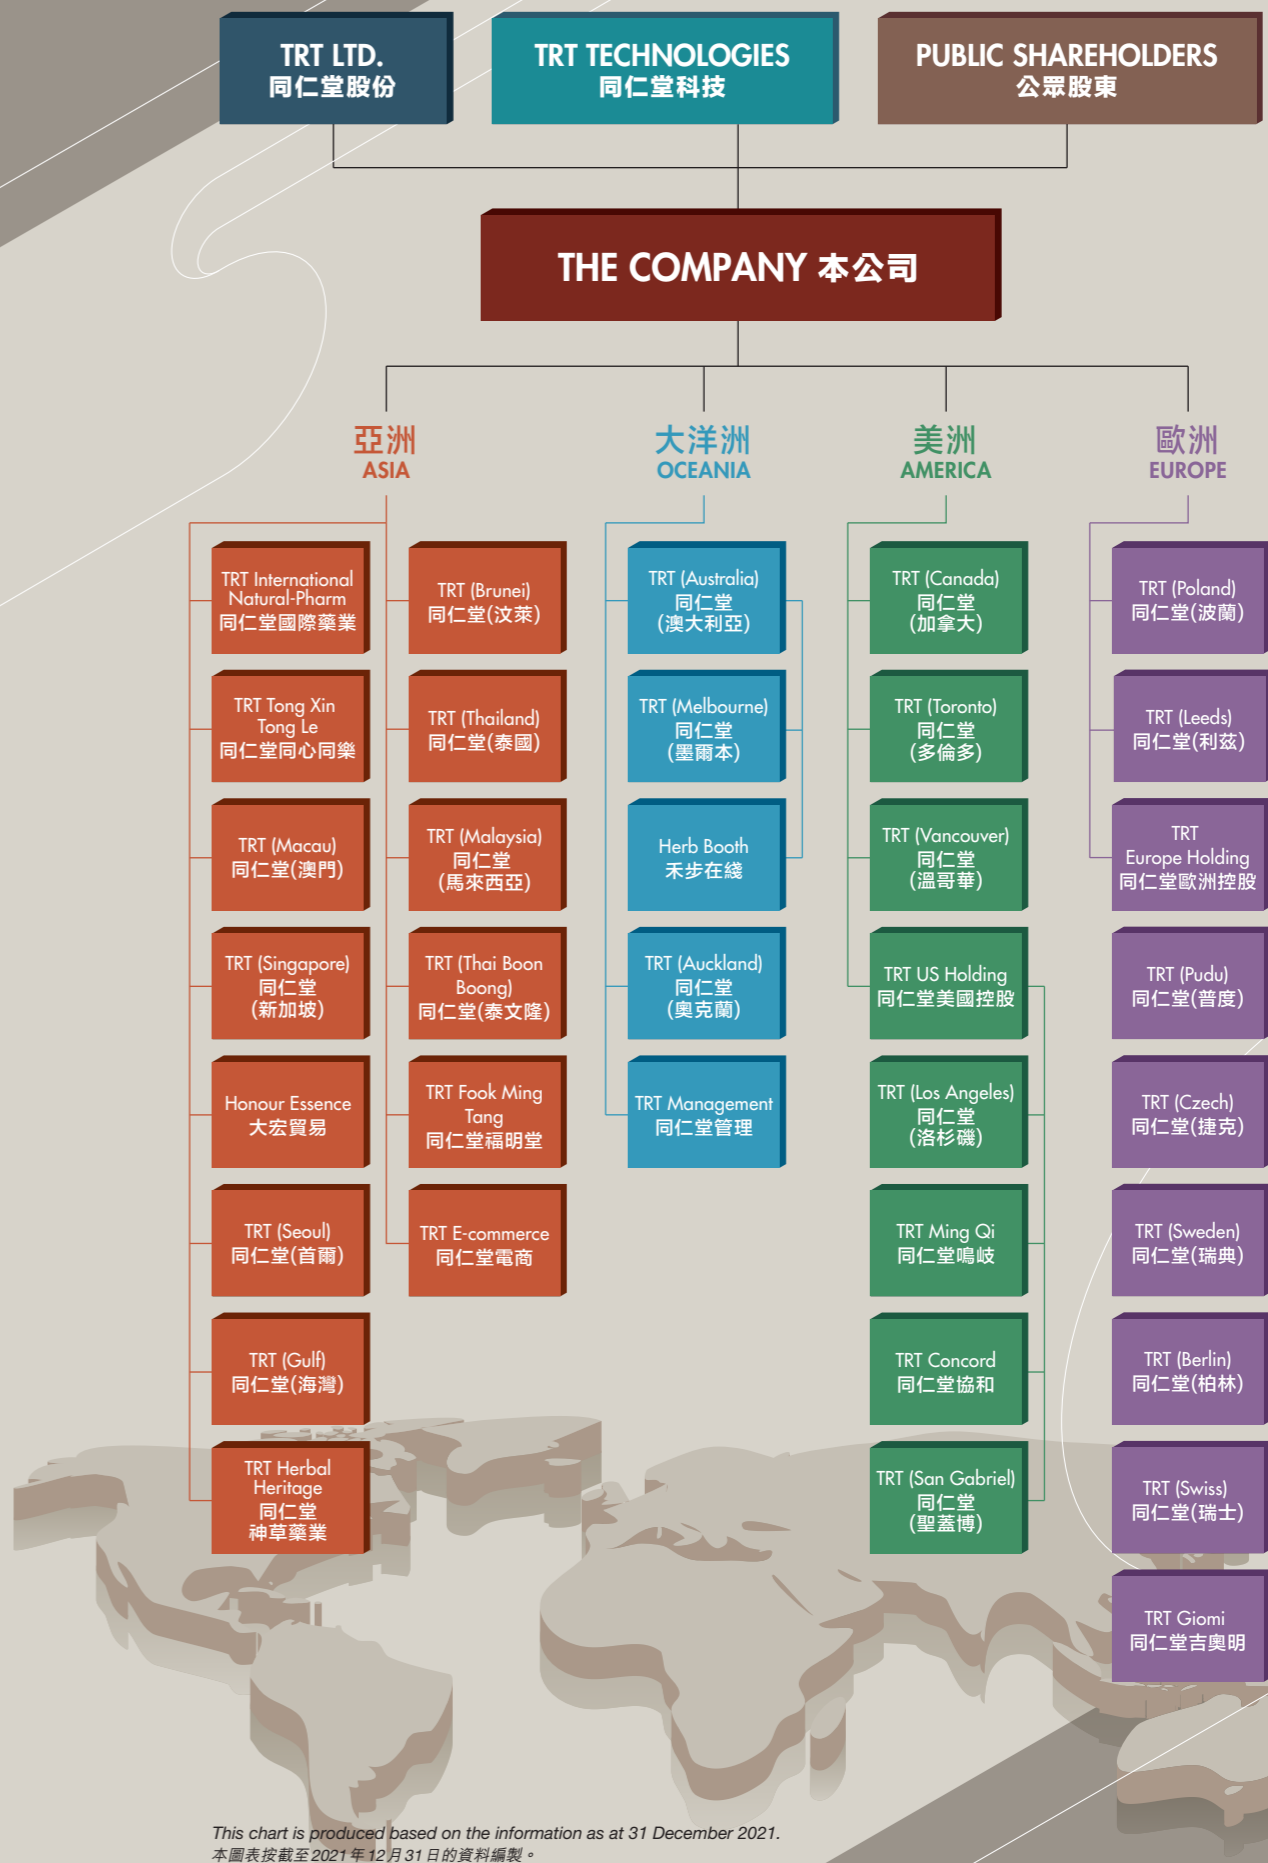 TRT LTD.
同仁堂股份
TRT TECHNOLOGIES
同仁堂科技
PUBLIC SHAREHOLDERS
公眾股東
THE COMPANY 本公司
亞洲
ASIA
TRT International
Natural-Pharm
同仁堂國際藥業
TRT Tong Xin
Tong Le
同仁堂同心同樂
TRT (Macau)
同仁堂(澳門)
TRT (Singapore)
同仁堂
(新加坡)
Honour Essence
大宏貿易
TRT (Seoul)
同仁堂(首爾)
TRT (Gulf)
同仁堂(海灣)
TRT Herbal
Heritage
同仁堂
神草藥業
TRT (Brunei)
同仁堂(汶萊)
TRT (Thailand)
同仁堂(泰國)
TRT (Malaysia)
同仁堂
(馬來西亞)
TRT (Thai Boon
Boong)
同仁堂(泰文隆)
TRT Fook Ming
Tang
同仁堂福明堂
TRT E-commerce
同仁堂電商
大洋洲
OCEANIA
TRT (Australia)
同仁堂
(澳大利亞)
TRT (Melbourne)
同仁堂
(墨爾本)
Herb Booth
禾步在綫
TRT (Auckland)
同仁堂
(奧克蘭)
TRT Management
同仁堂管理
美洲
AMERICA
TRT (Canada)
同仁堂
(加拿大)
TRT (Toronto)
同仁堂
(多倫多)
TRT (Vancouver)
同仁堂
(溫哥華)
TRT US Holding
同仁堂美國控股
TRT (Los Angeles)
同仁堂
(洛杉磯)
TRT Ming Qi
同仁堂鳴岐
TRT Concord
同仁堂協和
TRT (San Gabriel)
同仁堂
(聖蓋博)
歐洲
EUROPE
TRT (Poland)
同仁堂(波蘭)
TRT (Leeds)
同仁堂(利茲)
TRT
Europe Holding
同仁堂歐洲控股
TRT (Pudu)
同仁堂(普度)
TRT (Czech)
同仁堂(捷克)
TRT (Sweden)
同仁堂(瑞典)
TRT (Berlin)
同仁堂(柏林)
TRT (Swiss)
同仁堂(瑞士)
TRT Giomi
同仁堂吉奧明
This chart is produced based on the information as at 31 December 2021.
本圖表按截至2021年12月31日的資料編製。